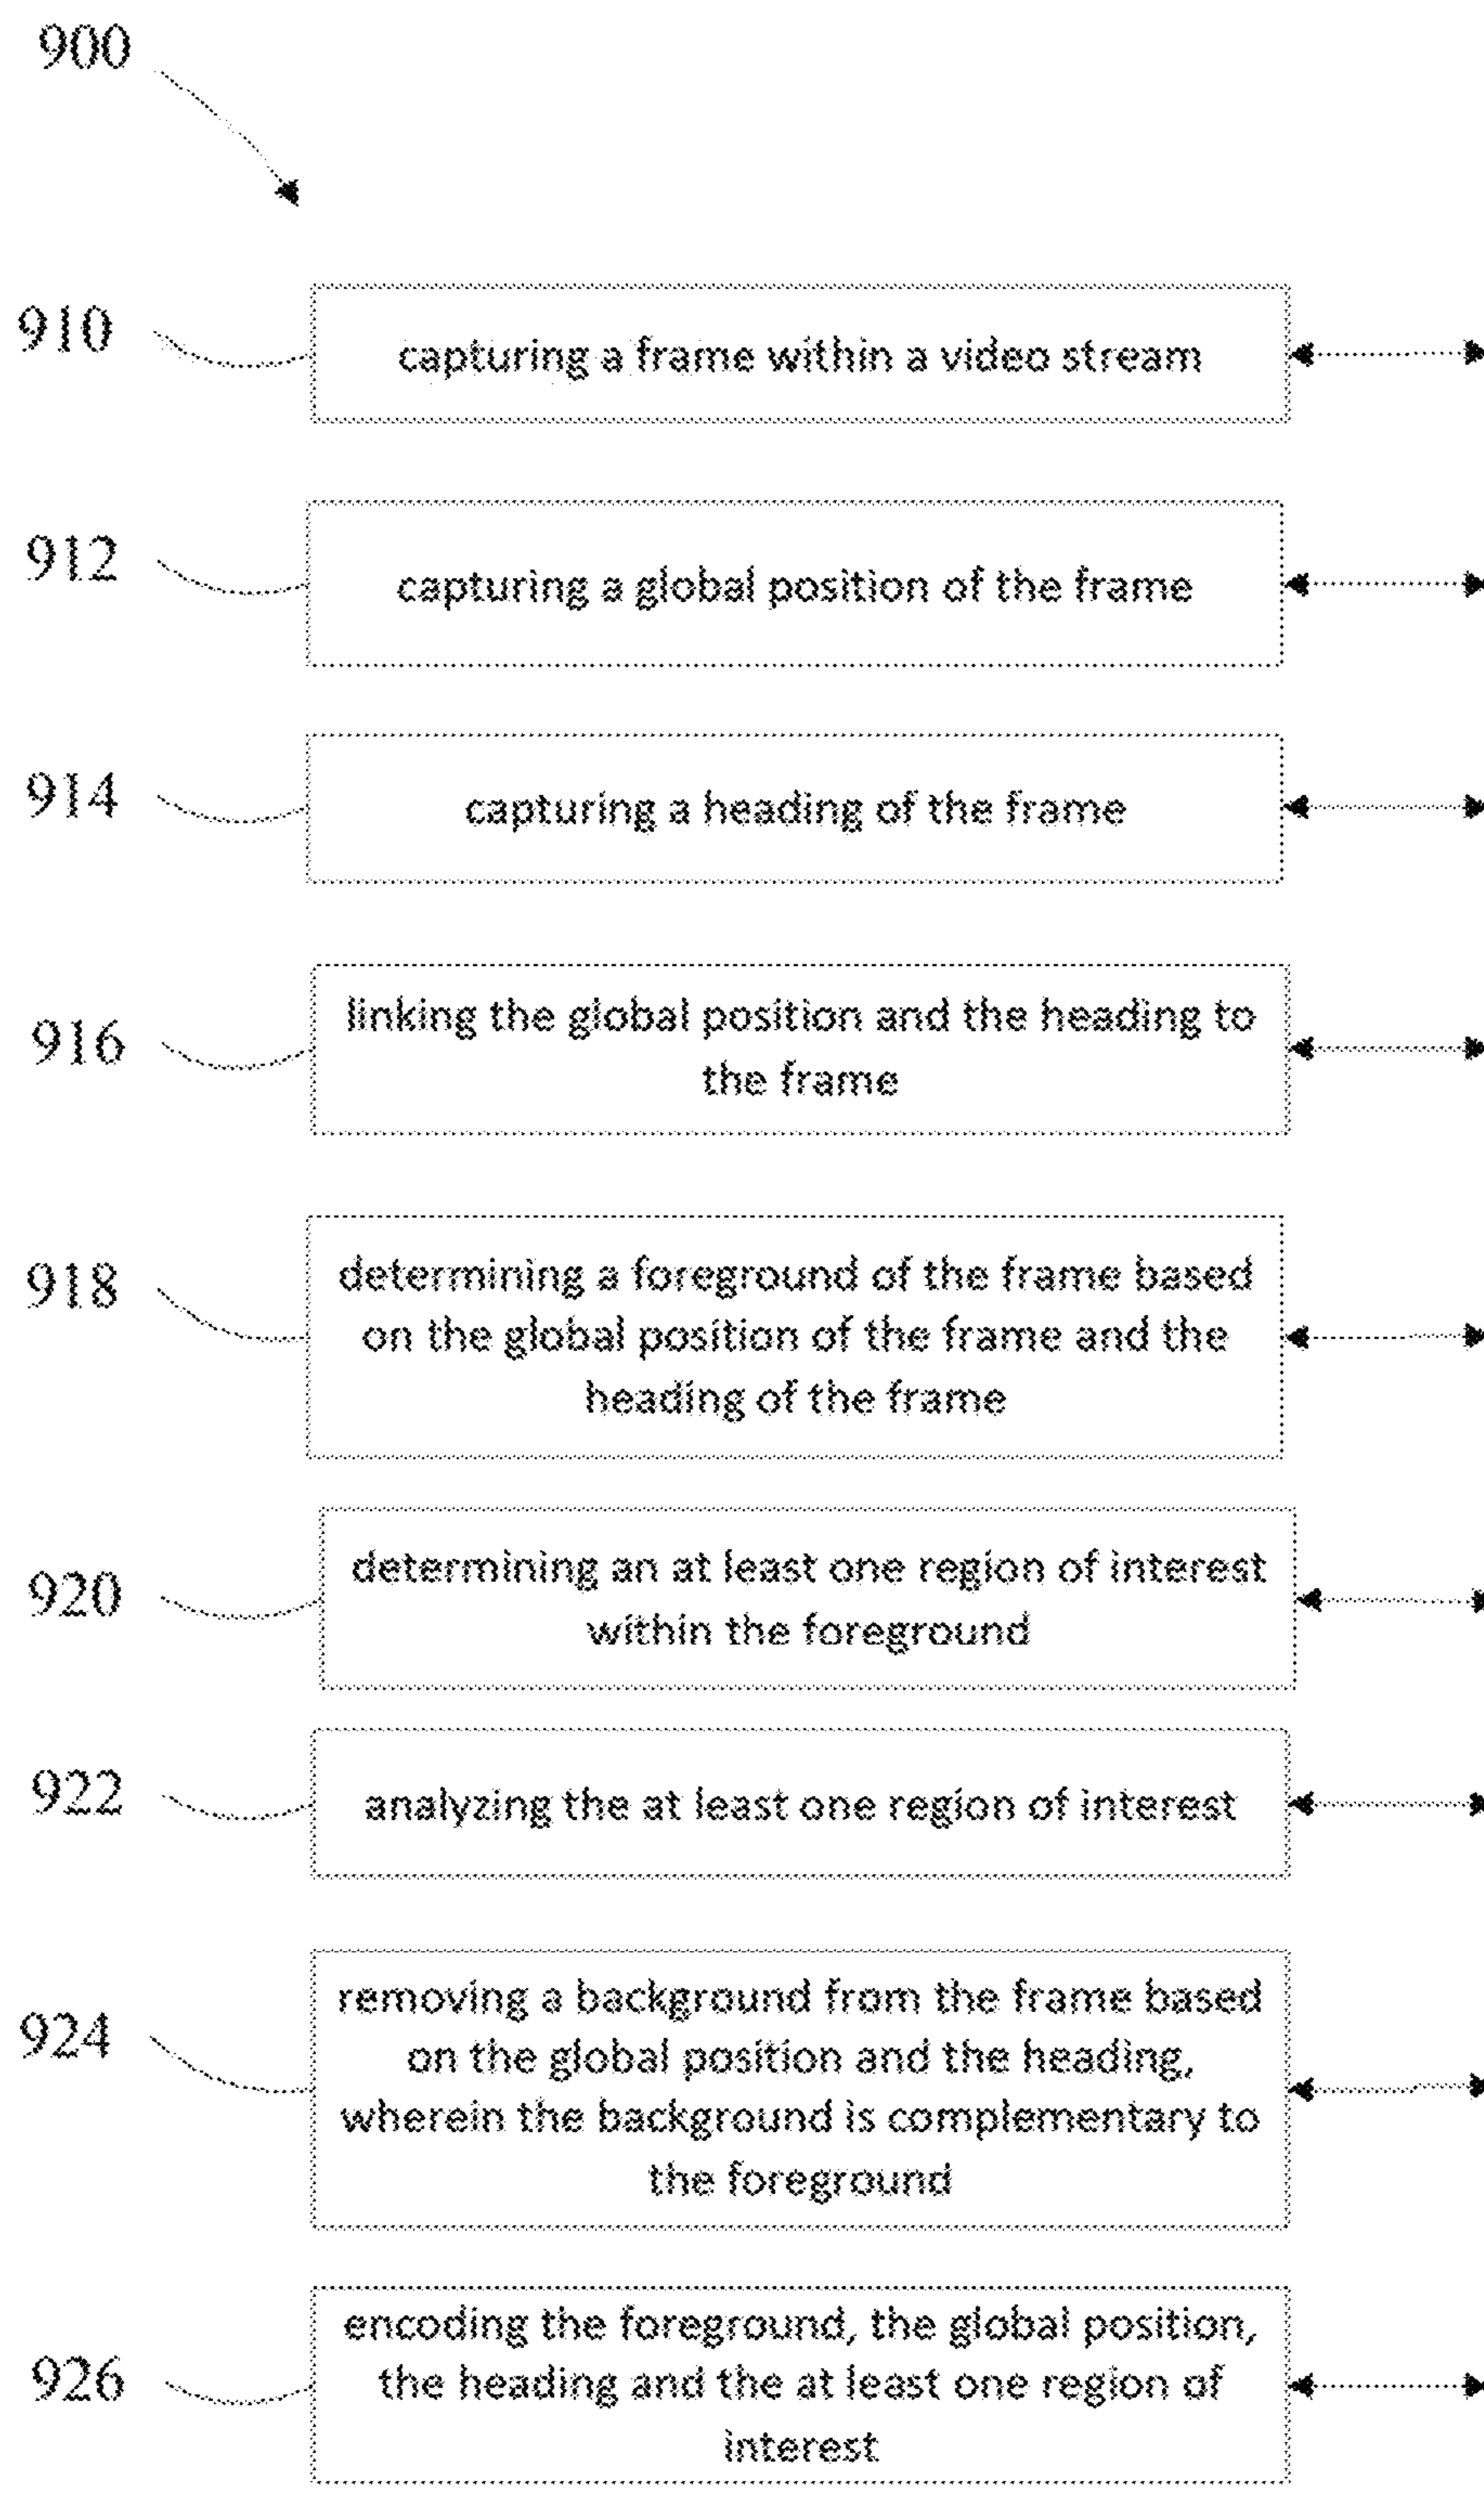 900
910
capturing a frame within a video stream
912
capturing a global position of the frame
914
capturing a heading of the frame
916
linking the global position and the heading to
the frame
918
determining a foreground of the frame based
on the global position of the frame and the
heading of the frame
920
determining an at least one region of interest
within the foreground
922
analyzing the at least one region of interest
924
removing a background from the frame based
on the global position and the heading,
wherein the background is complementary to
the foreground
926
encoding the foreground, the global position,
the heading and the at least one region of
interest